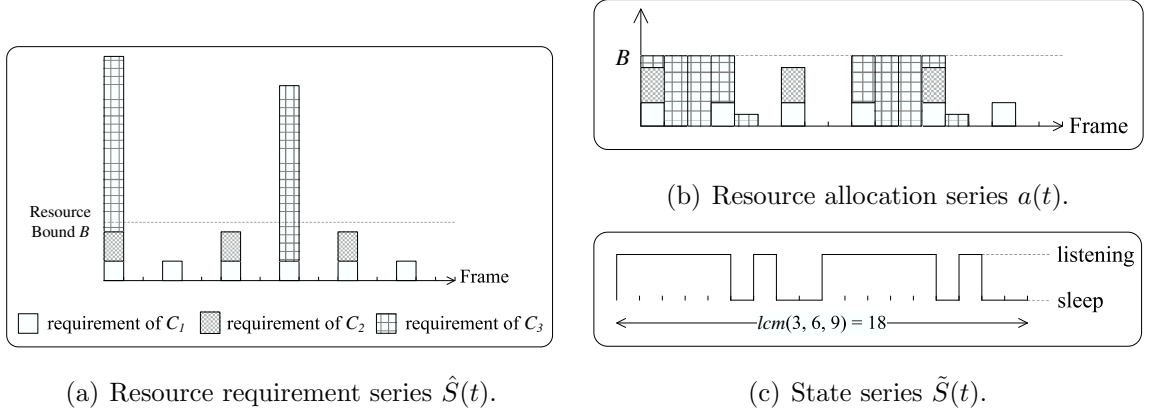 Resource
Bound B
Frame
requirement of C1
requirement of C2
requirement of C3
(a) Resource requirement series Ŝ(t).
B
Frame
(b) Resource allocation series a(t).
listening
sleep
lcm(3, 6, 9) = 18
(c) State series S̃(t).